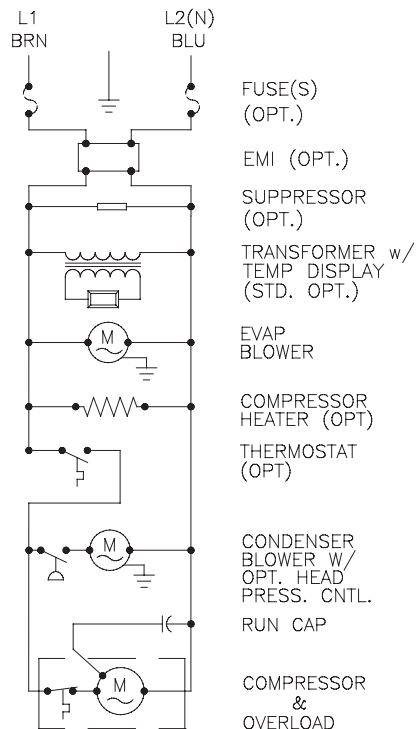 L1
BRN
L2(N)
BLU
FUSE(S)
(OPT.)
EMI (OPT.)
SUPPRESSOR
(OPT.)
TRANSFORMER w/
TEMP DISPLAY
(STD. OPT.)
M
EVAP
BLOWER
COMPRESSOR
HEATER (OPT)
THERMOSTAT
(OPT)
M
CONDENSER
BLOWER W/
OPT. HEAD
PRESS. CNTL.
RUN CAP
M
COMPRESSOR
&
OVERLOAD